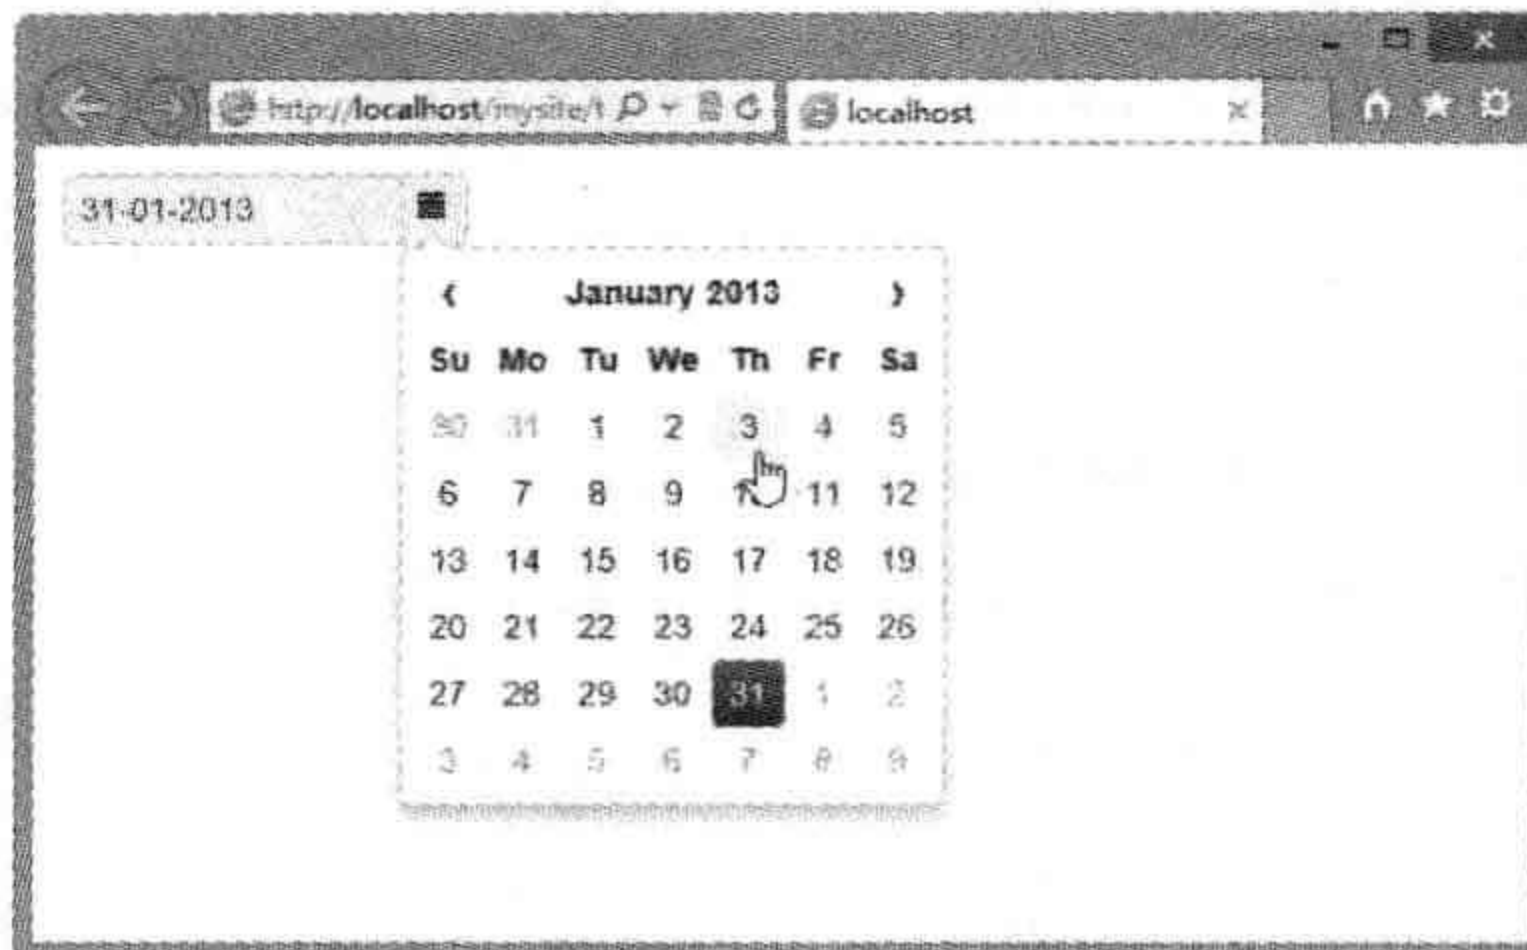 http://localhost/mysite/t
localhost
31-01-2013
January 2013
Su Mo Tu We Th Fr Sa
30 31 1 2 3 4 5
6 7 8 9 11 12
13 14 15 16 17 18 19
20 21 22 23 24 25 26
27 28 29 30 31 1 2
3 4 5 6 7 8 9